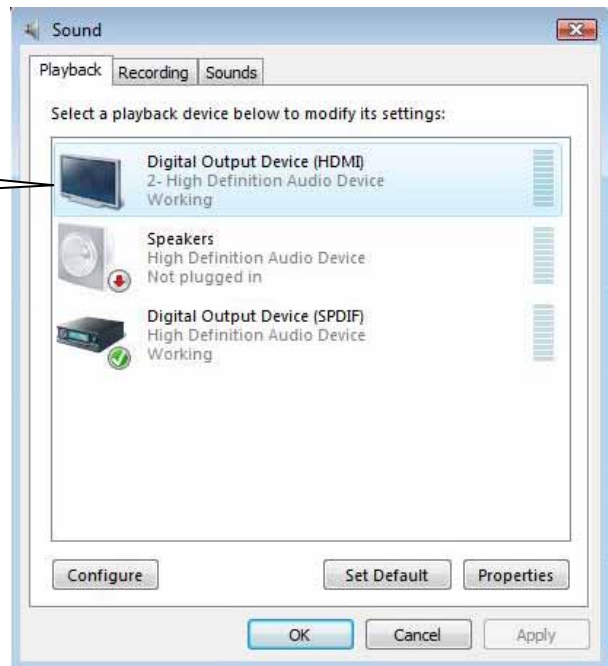 Sound
Playback Recording Sounds
Select a playback device below to modify its settings:
Digital Output Device (HDMI)
2- High Definition Audio Device
Working
Speakers
High Definition Audio Device
Not plugged in
Digital Output Device (SPDIF)
High Definition Audio Device
Working
Configure Set Default Properties
OK Cancel Apply